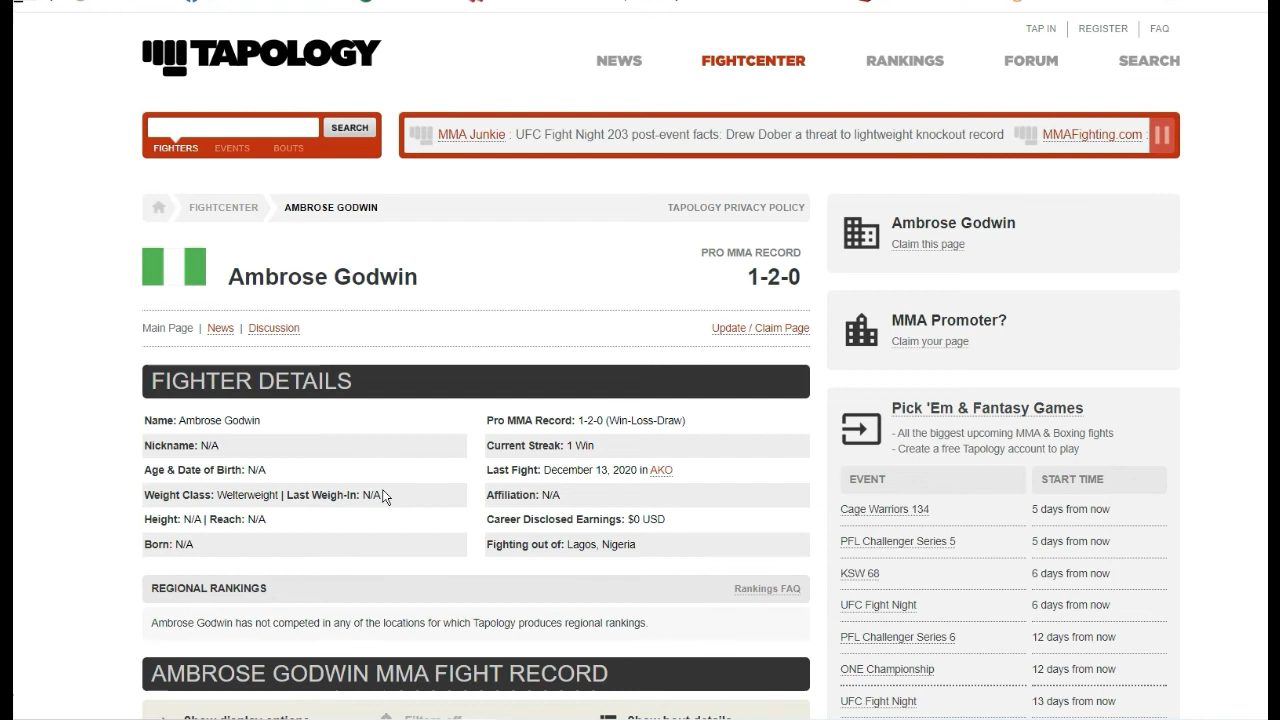 TAP IN
REGISTER
FAQ
TAPOLOGY
NEWS
FIGHTCENTER
RANKINGS
FORUM
SEARCH
SEARCH
FIGHTERS
EVENTS
BOUTS
MMA Junkie : UFC Fight Night 203 post-event facts: Drew Dober a threat to lightweight knockout record
MMAFighting.com :
FIGHTCENTER
AMBROSE GODWIN
TAPOLOGY PRIVACY POLICY
Ambrose Godwin
PRO MMA RECORD
1-2-0
Main Page | News | Discussion
Update / Claim Page
FIGHTER DETAILS
Name: Ambrose Godwin
Pro MMA Record: 1-2-0 (Win-Loss-Draw)
Nickname: N/A
Current Streak: 1 Win
Age & Date of Birth: N/A
Last Fight: December 13, 2020 in AKO
Weight Class: Welterweight | Last Weigh-In: N/A
Affiliation: N/A
Height: N/A | Reach: N/A
Career Disclosed Earnings: $0 USD
Born: N/A
Fighting out of: Lagos, Nigeria
REGIONAL RANKINGS
Rankings FAQ
Ambrose Godwin has not competed in any of the locations for which Tapology produces regional rankings.
AMBROSE GODWIN MMA FIGHT RECORD
Show display options
Filters off
Show bout details
Ambrose Godwin
Claim this page
MMA Promoter?
Claim your page
Pick 'Em & Fantasy Games
- All the biggest upcoming MMA & Boxing fights
- Create a free Tapology account to play
EVENT
START TIME
Cage Warriors 134
5 days from now
PFL Challenger Series 5
5 days from now
KSW 68
6 days from now
UFC Fight Night
6 days from now
PFL Challenger Series 6
12 days from now
ONE Championship
12 days from now
UFC Fight Night
13 days from now